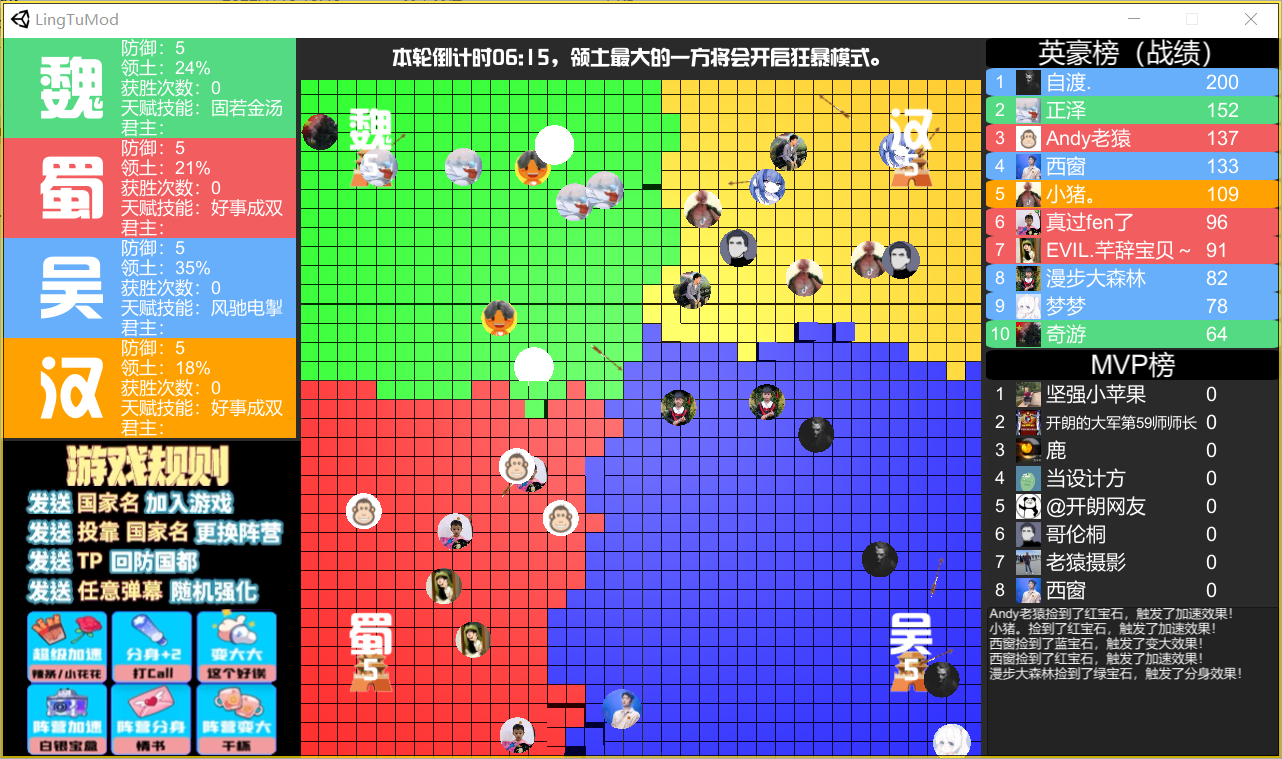 LingTuMod
魏
防御：5
领土：24%
获胜次数：0
天赋技能：固若金汤
君主：
蜀
防御：5
领土：21%
获胜次数：0
天赋技能：好事成双
君主：
吴
防御：5
领土：35%
获胜次数：0
天赋技能：风驰电掣
君主：
汉
防御：5
领土：18%
获胜次数：0
天赋技能：好事成双
君主：
游戏规则
发送 国家名 加入游戏
发送 投靠 国家名 更换阵营
发送 TP 回防国都
发送 任意弹幕 随机强化
超级加速
辣条/小花花
分身+2
打Call
变大大
这个好诶
阵营加速
白银宝盒
阵营分身
情书
阵营变大
干杯
本轮倒计时06:15，领土最大的一方将会开启狂暴模式。
魏
5
汉
5
蜀
5
吴
5
英豪榜（战绩）
1 自渡. 200
2 正泽 152
3 Andy老猿 137
4 西窗 133
5 小猪。 109
6 真过fen了 96
7 EVIL.芊辞宝贝～ 91
8 漫步大森林 82
9 梦梦 78
10 奇游 64
MVP榜
1 坚强小苹果 0
2 开朗的大军第59师师长 0
3 鹿 0
4 当设计方 0
5 @开朗网友 0
6 哥伦桐 0
7 老猿摄影 0
8 西窗 0
Andy老猿捡到了红宝石，触发了加速效果！
小猪。捡到了红宝石，触发了加速效果！
西窗捡到了蓝宝石，触发了变大效果！
西窗捡到了红宝石，触发了加速效果！
漫步大森林捡到了绿宝石，触发了分身效果！